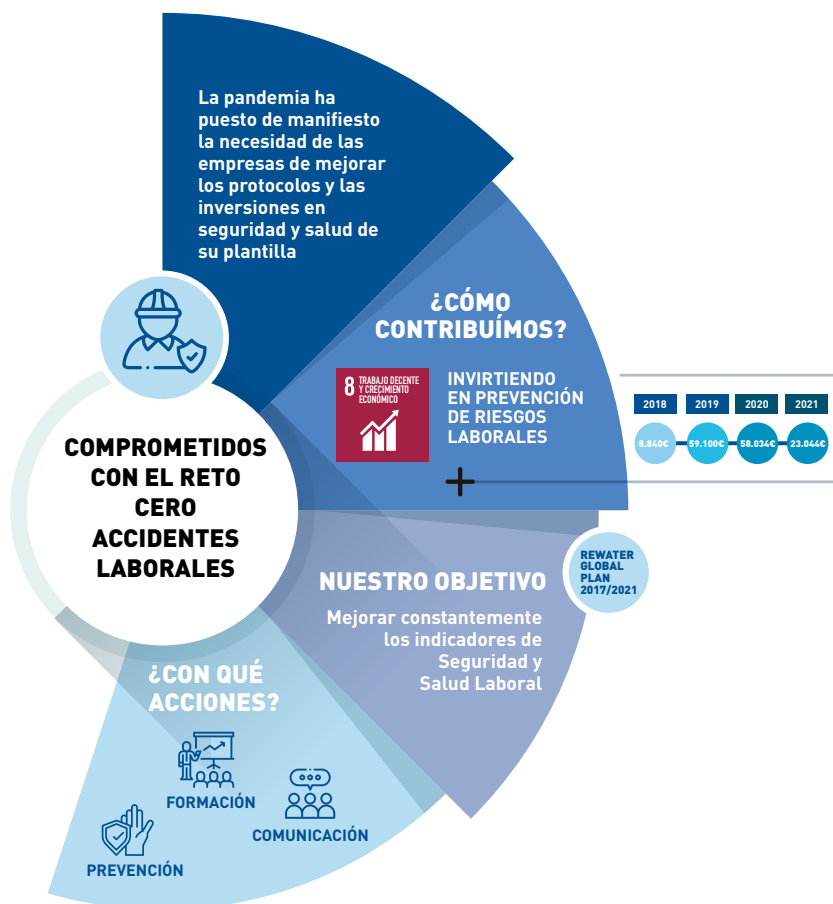 La pandemia ha
puesto de manifiesto
la necesidad de las
empresas de mejorar
los protocolos y las
inversiones en
seguridad y salud de
su plantilla
¿CÓMO
CONTRIBUÍMOS?
8 TRABAJO DECENTE
Y CRECIMIENTO
ECONÓMICO
INVIRTIENDO
EN PREVENCIÓN
DE RIESGOS
LABORALES
2018 2019 2020 2021
8.840€ 59.100€ 58.034€ 23.044€
COMPROMETIDOS
CON EL RETO
CERO
ACCIDENTES
LABORALES
REWATER
GLOBAL
PLAN
2017/2021
NUESTRO OBJETIVO
Mejorar constantemente
los indicadores de
Seguridad y
Salud Laboral
¿CON QUÉ
ACCIONES?
FORMACIÓN
COMUNICACIÓN
PREVENCIÓN